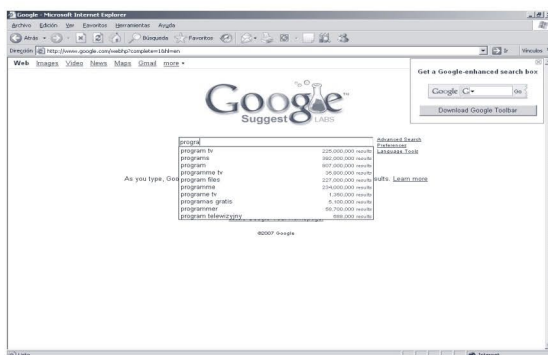 Google - Microsoft Internet Explorer
Archivo Edición Ver Favoritos Herramientas Ayuda
Atrás Búsqueda Favoritos
Dirección http://www.google.com/webhp?complete=1&hl=en Ir Vínculos
Web Images Video News Maps Gmail more
Get a Google-enhanced search box
Google G Go
Download Google Toolbar
Google
Suggest LABS
progra
Advanced Search
Preferences
Language Tools
program tv 225,000,000 results
programs 392,000,000 results
program 807,000,000 results
programme tv 35,600,000 results
program files 227,000,000 results
programme 234,000,000 results
programe tv 1,350,000 results
programas gratis 5,100,000 results
programmer 59,700,000 results
program telewizyjny 599,000 results
As you type, Goo
ults. Learn more
©2007 Google
Internet